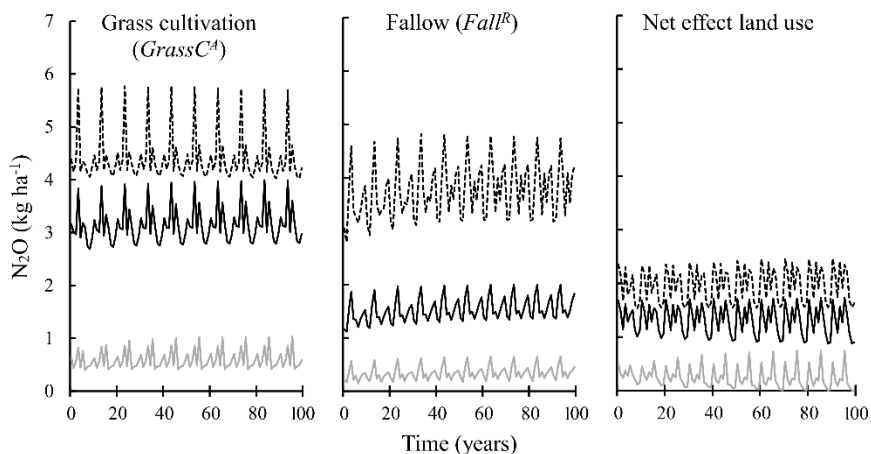 Grass cultivation
(GrassCᴬ)
Fallow (Fallᴿ)
Net effect land use
N₂O (kg ha⁻¹)
7
6
5
4
3
2
1
0
0 20 40 60 80 100
0 20 40 60 80 100
0 20 40 60 80 100
Time (years)